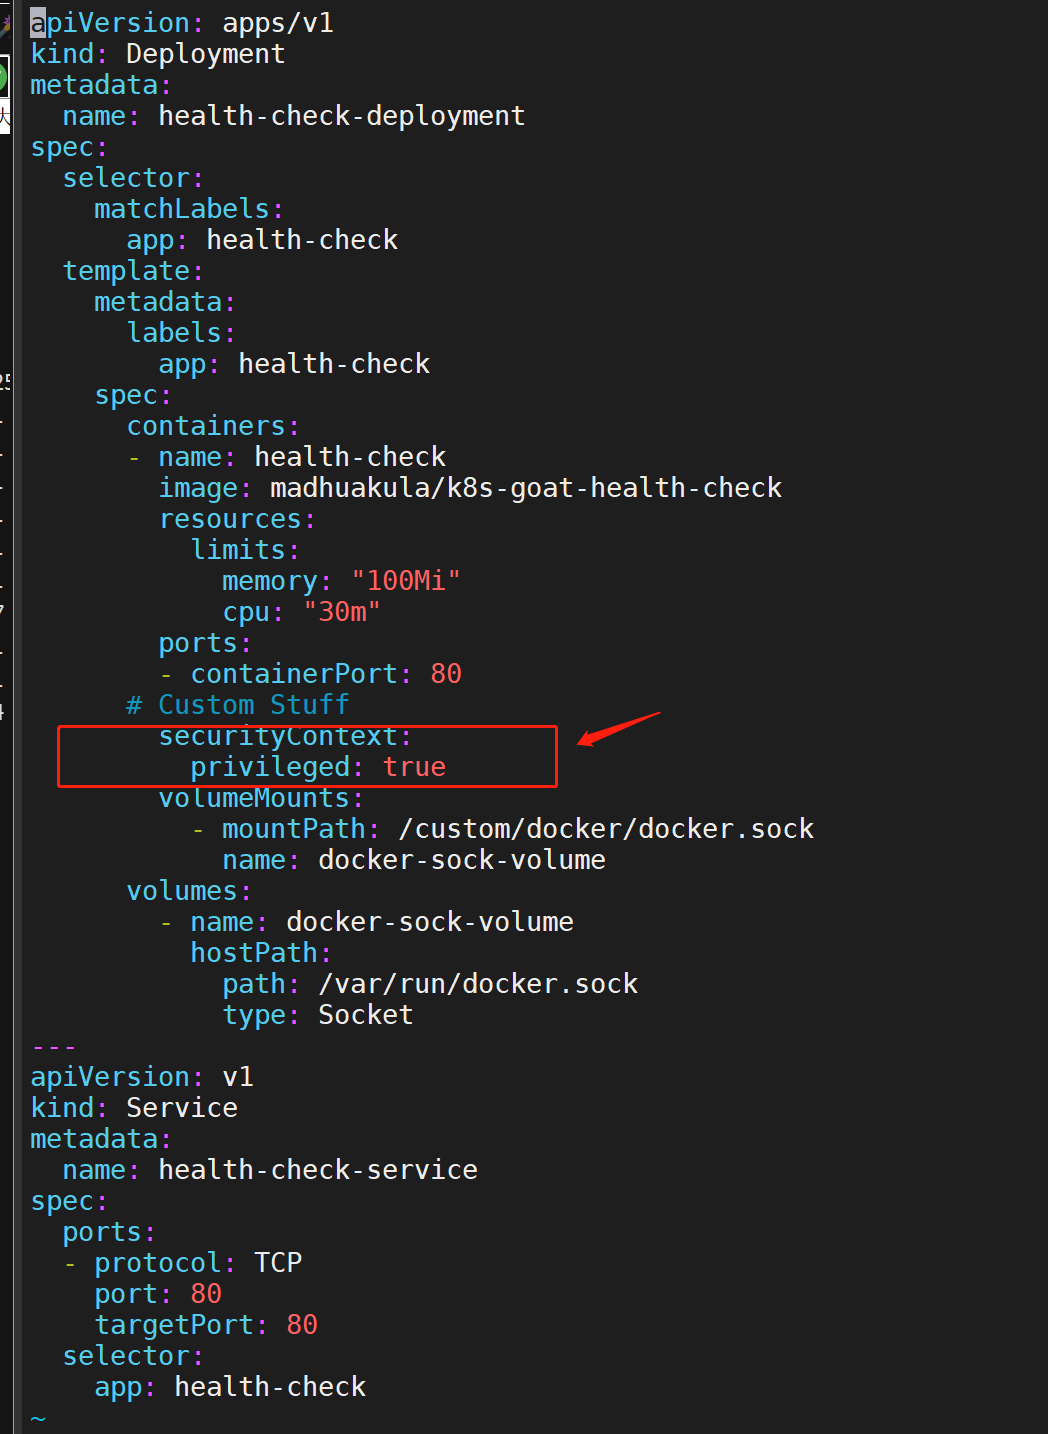 apiVersion: apps/v1
kind: Deployment
metadata:
  name: health-check-deployment
spec:
  selector:
    matchLabels:
      app: health-check
  template:
    metadata:
      labels:
        app: health-check
    spec:
      containers:
      - name: health-check
        image: madhuakula/k8s-goat-health-check
        resources:
          limits:
            memory: "100Mi"
            cpu: "30m"
        ports:
        - containerPort: 80
      # Custom Stuff
        securityContext:
          privileged: true
        volumeMounts:
          - mountPath: /custom/docker/docker.sock
            name: docker-sock-volume
      volumes:
        - name: docker-sock-volume
          hostPath:
            path: /var/run/docker.sock
            type: Socket
---
apiVersion: v1
kind: Service
metadata:
  name: health-check-service
spec:
  ports:
  - protocol: TCP
    port: 80
    targetPort: 80
  selector:
    app: health-check
~